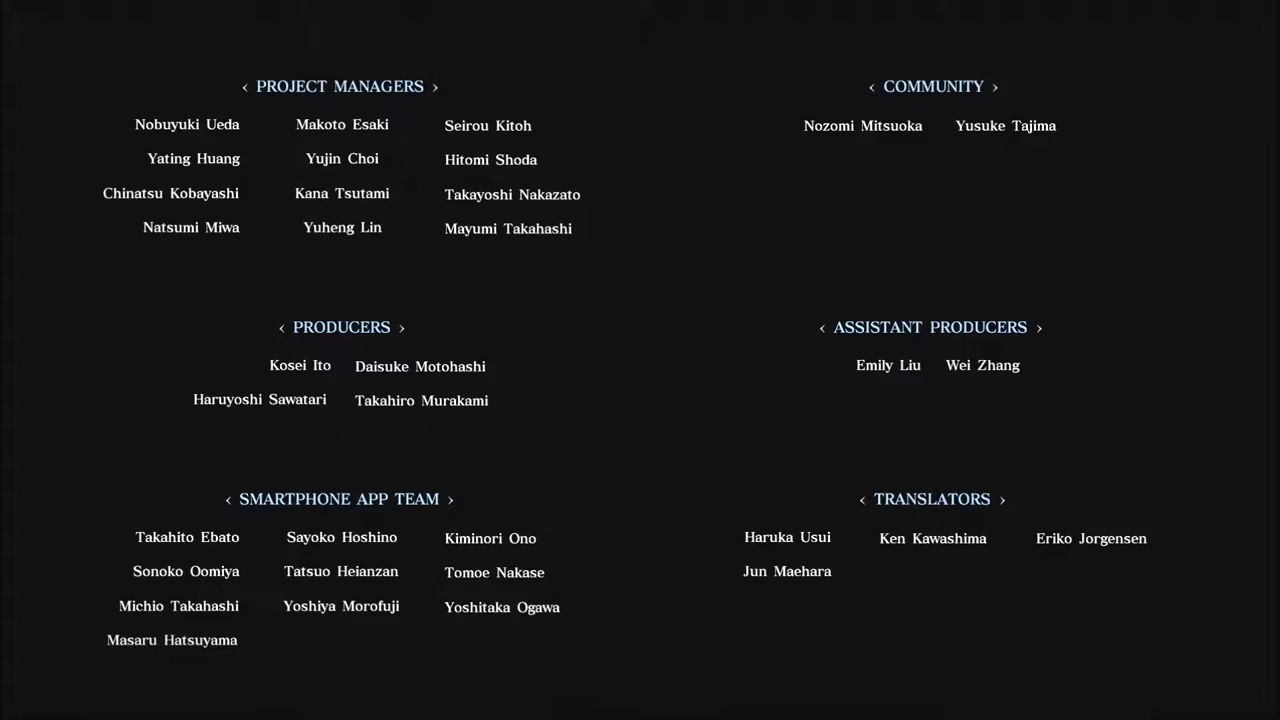 ‹ PROJECT MANAGERS ›
Nobuyuki Ueda Makoto Esaki Seirou Kitoh
Yating Huang Yujin Choi Hitomi Shoda
Chinatsu Kobayashi Kana Tsutami Takayoshi Nakazato
Natsumi Miwa Yuheng Lin Mayumi Takahashi
‹ COMMUNITY ›
Nozomi Mitsuoka Yusuke Tajima
‹ PRODUCERS ›
Kosei Ito Daisuke Motohashi
Haruyoshi Sawatari Takahiro Murakami
‹ ASSISTANT PRODUCERS ›
Emily Liu Wei Zhang
‹ SMARTPHONE APP TEAM ›
Takahito Ebato Sayoko Hoshino Kiminori Ono
Sonoko Oomiya Tatsuo Heianzan Tomoe Nakase
Michio Takahashi Yoshiya Morofuji Yoshitaka Ogawa
Masaru Hatsuyama
‹ TRANSLATORS ›
Haruka Usui Ken Kawashima Eriko Jorgensen
Jun Maehara